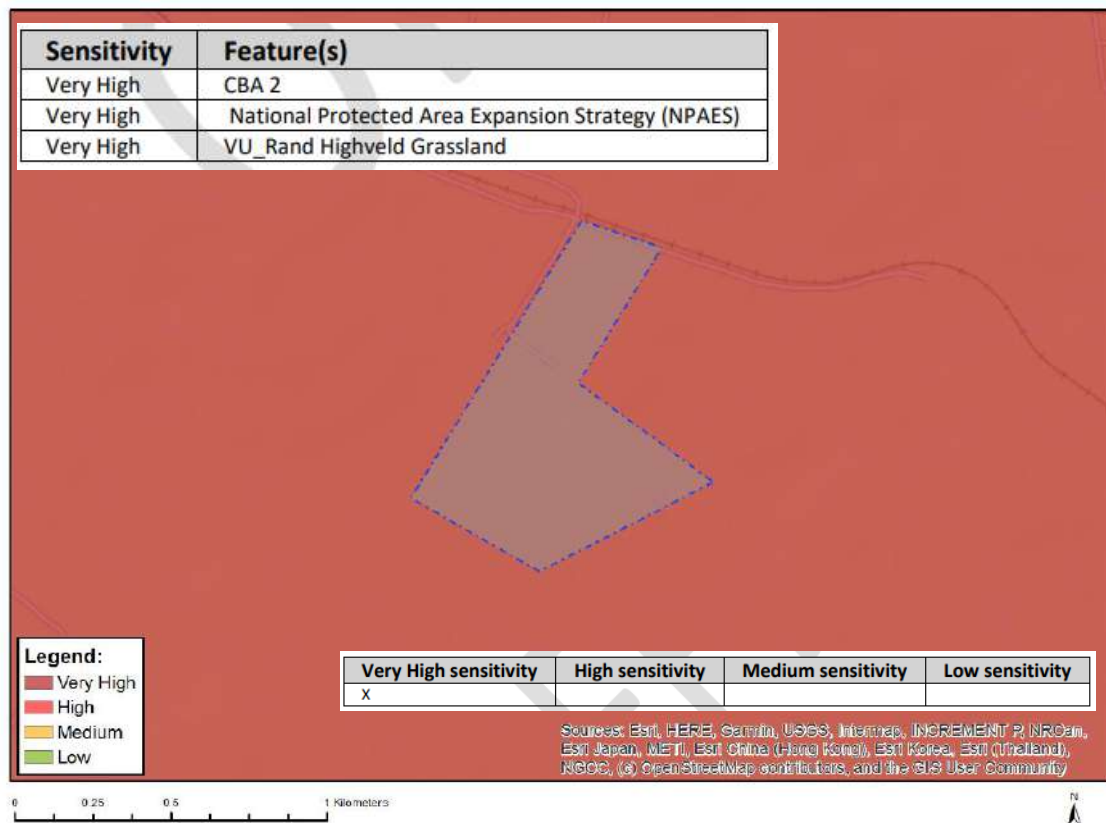 Sensitivity Feature(s)
Very High CBA 2
Very High National Protected Area Expansion Strategy (NPAES)
Very High VU_Rand Highveld Grassland
Legend:
Very High
High
Medium
Low
Very High sensitivity High sensitivity Medium sensitivity Low sensitivity
X
Sources: Esri, HERE, Garmin, USGS, Intermap, INCREMENT P, NRCan,
Esri Japan, METI, Esri China (Hong Kong), Esri Korea, Esri (Thailand),
NGCC, (c) OpenStreetMap contributors, and the GIS User Community
0 0.25 0.5 1 Kilometers
N